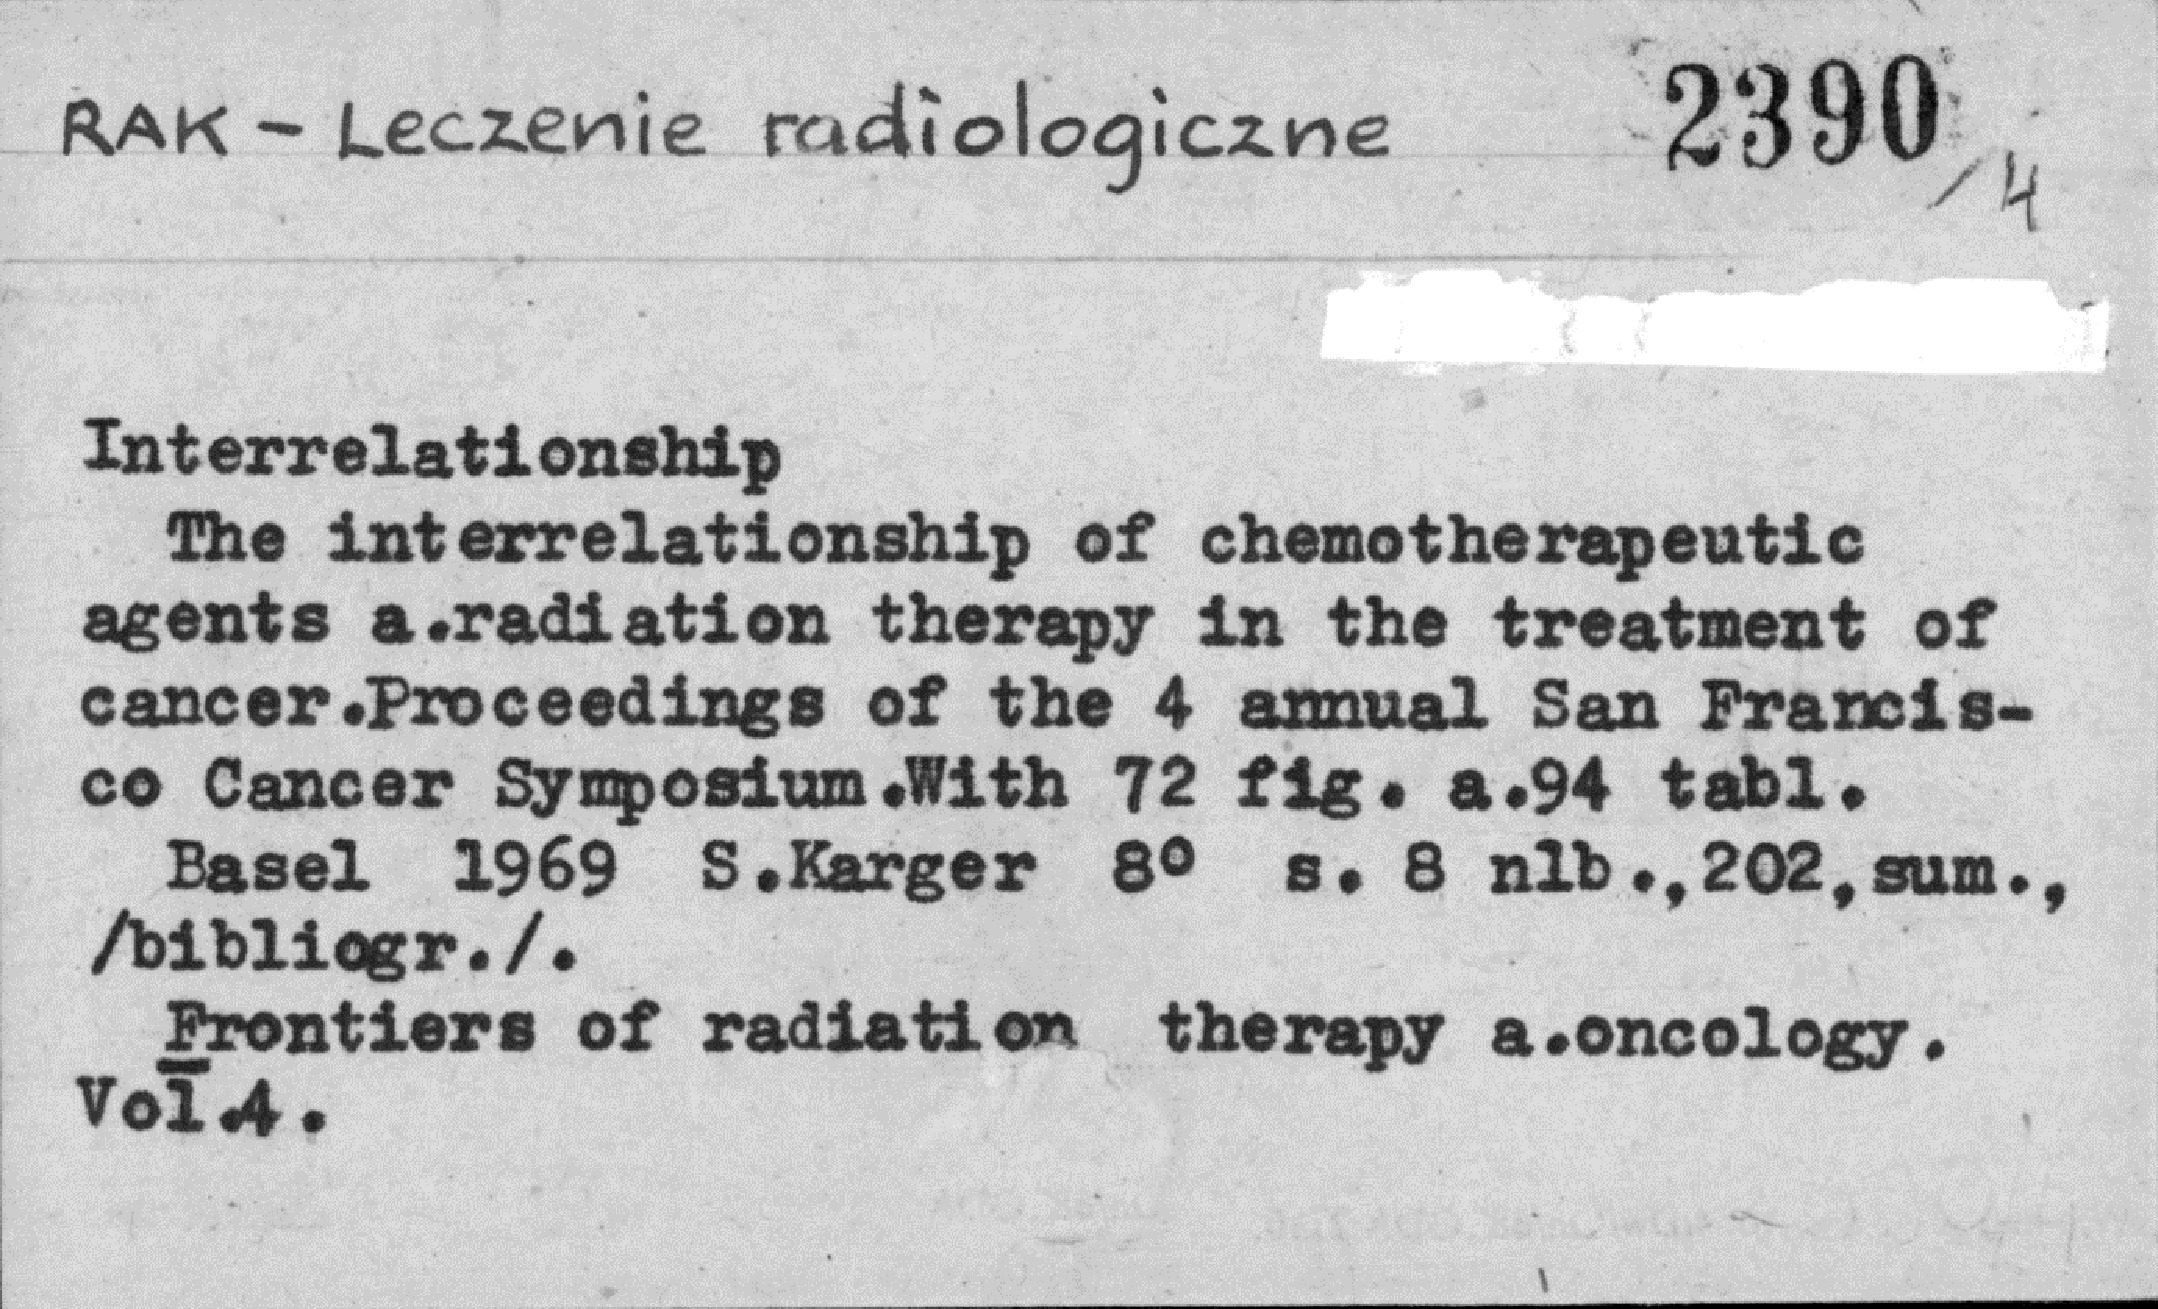 RAK - Leczenie radiologiczne 2390/4
Interrelationship
The interrelationship of chemotherapeutic
agents a.radiation therapy in the treatment of
cancer.Proceedings of the 4 annual San Francis-
co Cancer Symposium.With 72 fig. a.94 tabl.
Basel 1969 S.Karger 8° s. 8 nlb.,202,sum.,
/bibliogr./.
Frontiers of radiation therapy a.oncology.
Vol.4.